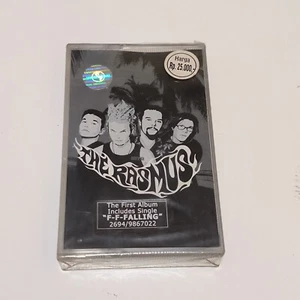 Harga
Rp. 25.000,-
THE RASMUS
The First Album
Includes Single
"F-F-FALLING"
2694/9867022